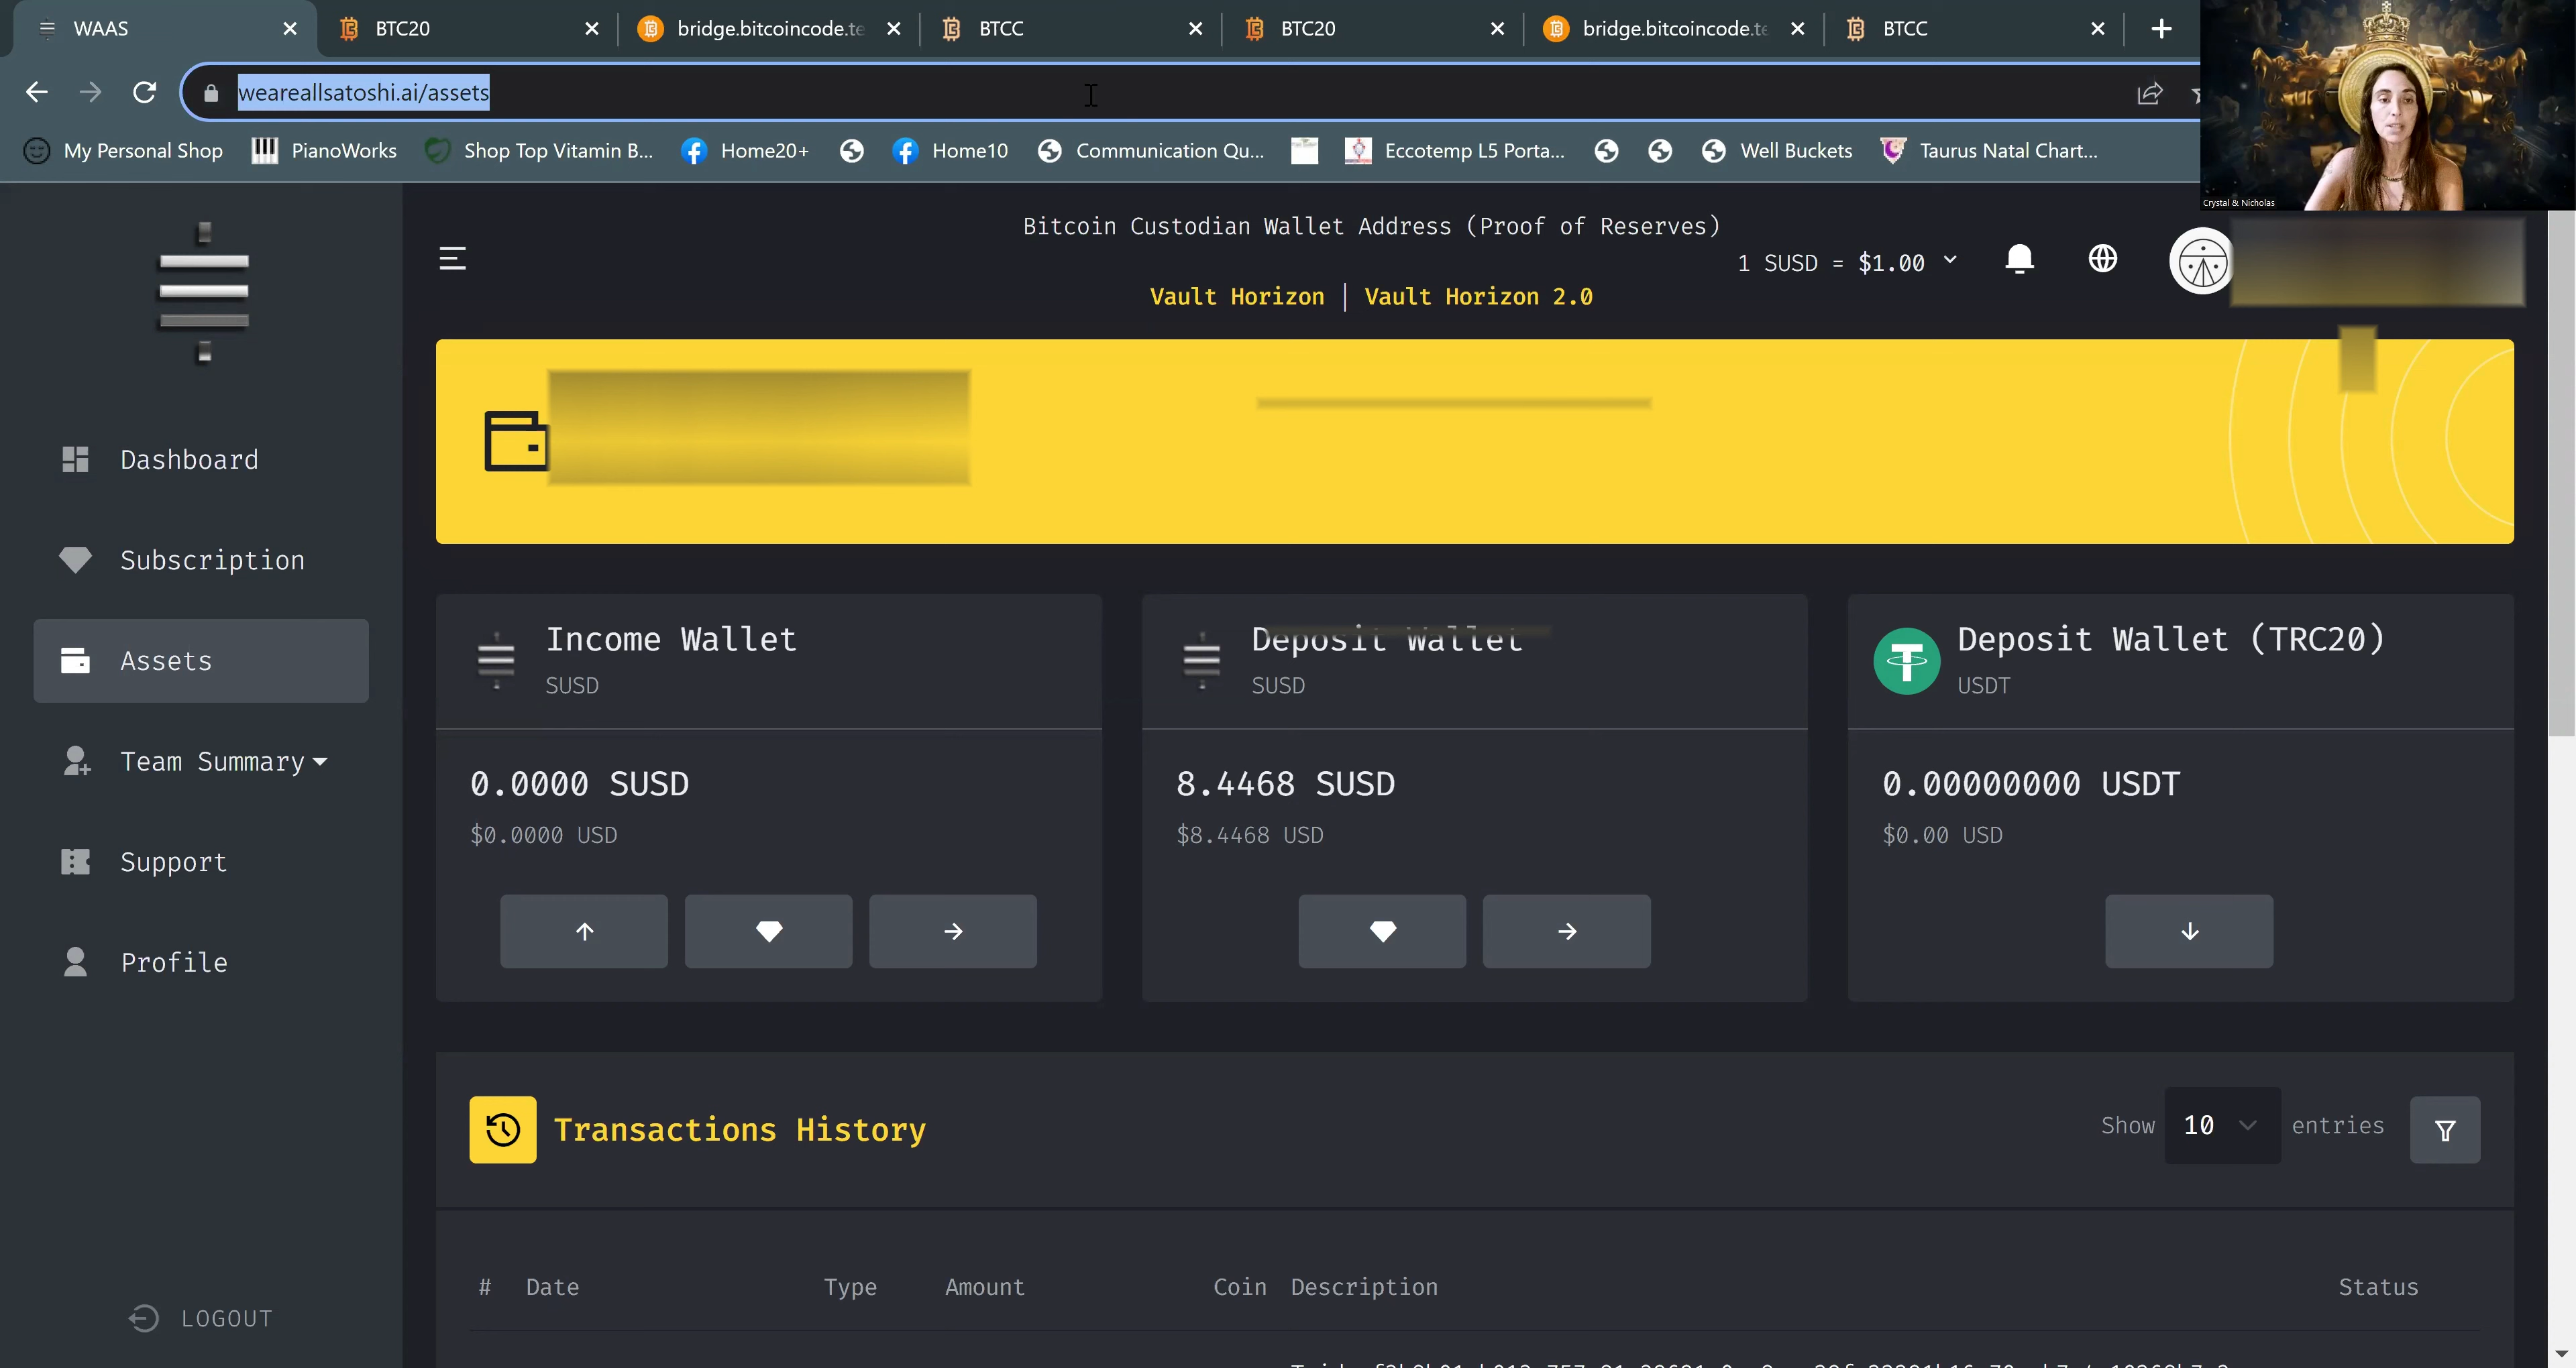 WAAS
BTC20
bridge.bitcoincode.te
BTCC
BTC20
bridge.bitcoincode.te
BTCC
weareallsatoshi.ai/assets
My Personal Shop
PianoWorks
Shop Top Vitamin B...
Home20+
Home10
Communication Qu...
Eccotemp L5 Porta...
Well Buckets
Taurus Natal Chart...
Crystal & Nicholas
Bitcoin Custodian Wallet Address (Proof of Reserves)
Vault Horizon | Vault Horizon 2.0
1 SUSD = $1.00
Dashboard
Subscription
Assets
Team Summary
Support
Profile
LOGOUT
Income Wallet
SUSD
0.0000 SUSD
$0.0000 USD
Deposit Wallet
SUSD
8.4468 SUSD
$8.4468 USD
Deposit Wallet (TRC20)
USDT
0.00000000 USDT
$0.00 USD
Transactions History
Show 10 entries
# Date Type Amount Coin Description Status